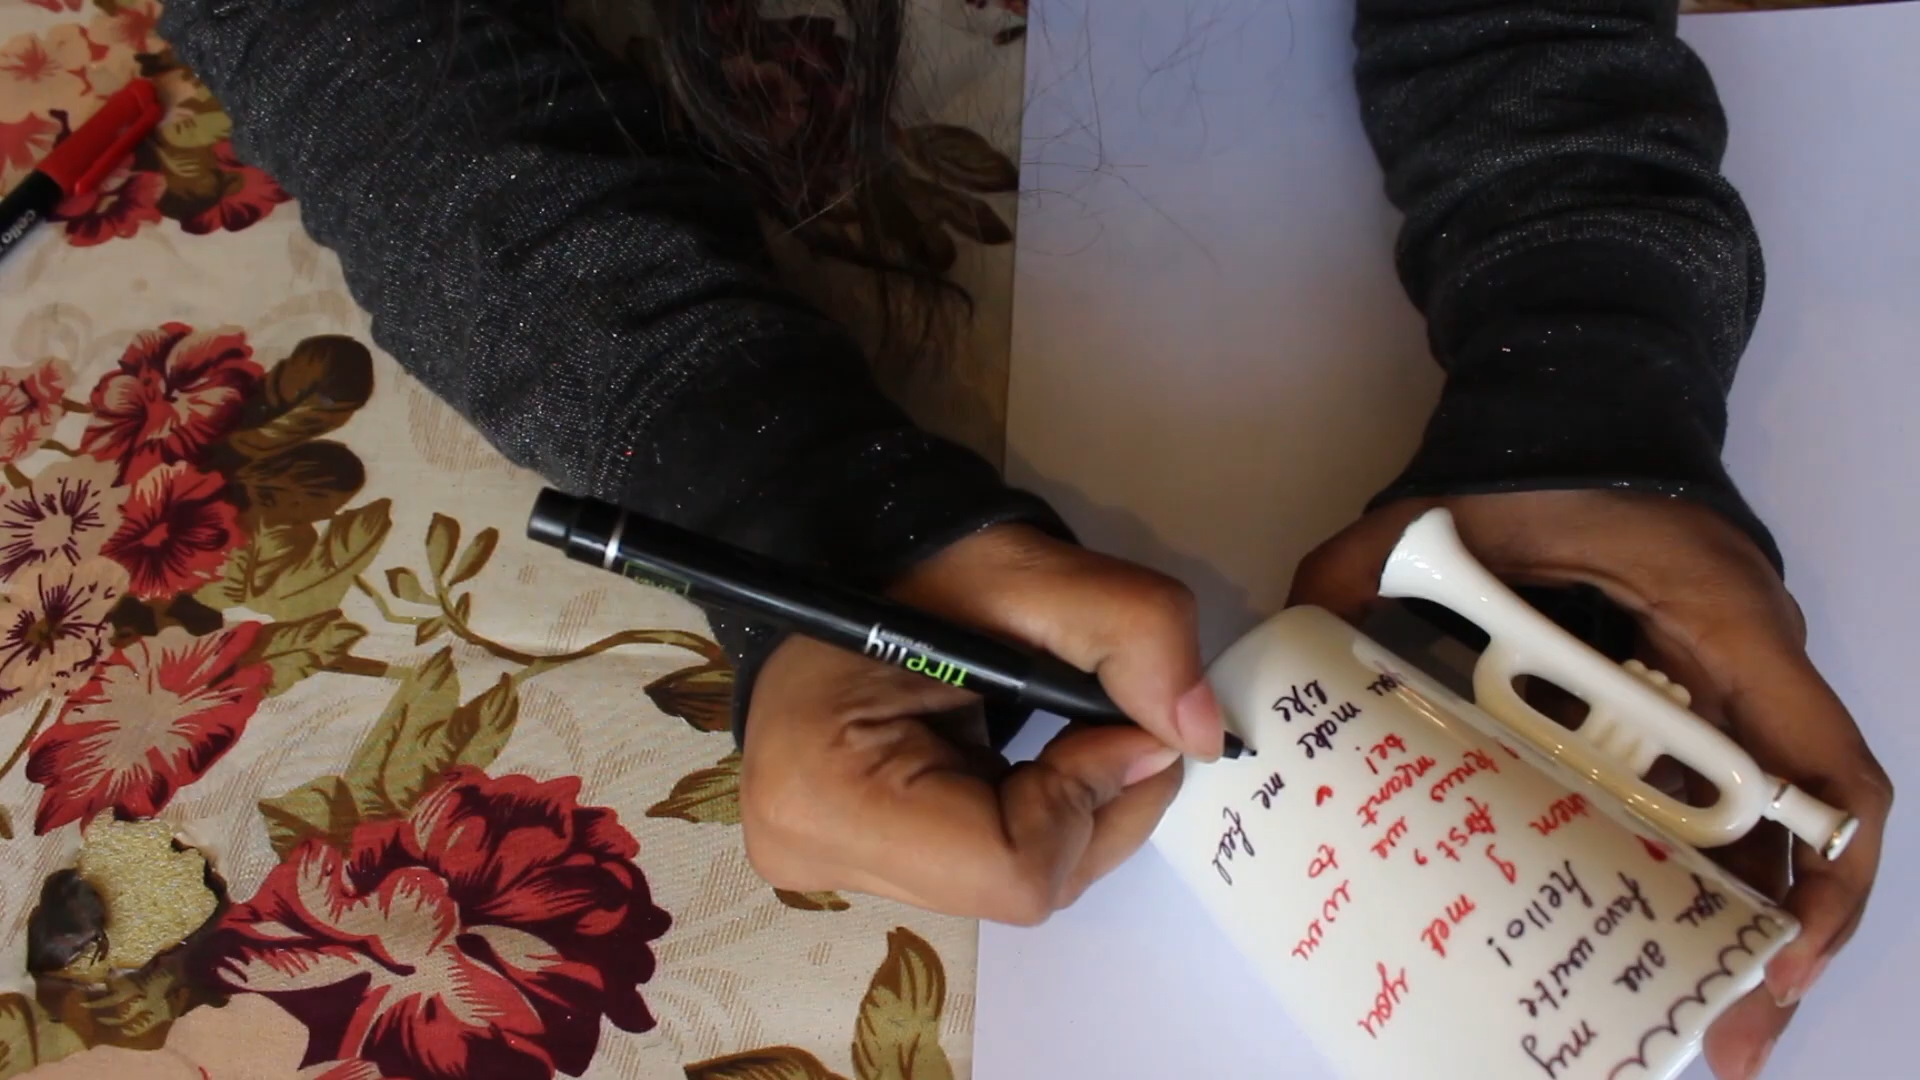 cello
you are my
favourite
hello!
when I met you
first,
I knew we were
meant to
be!
you make me feel
like